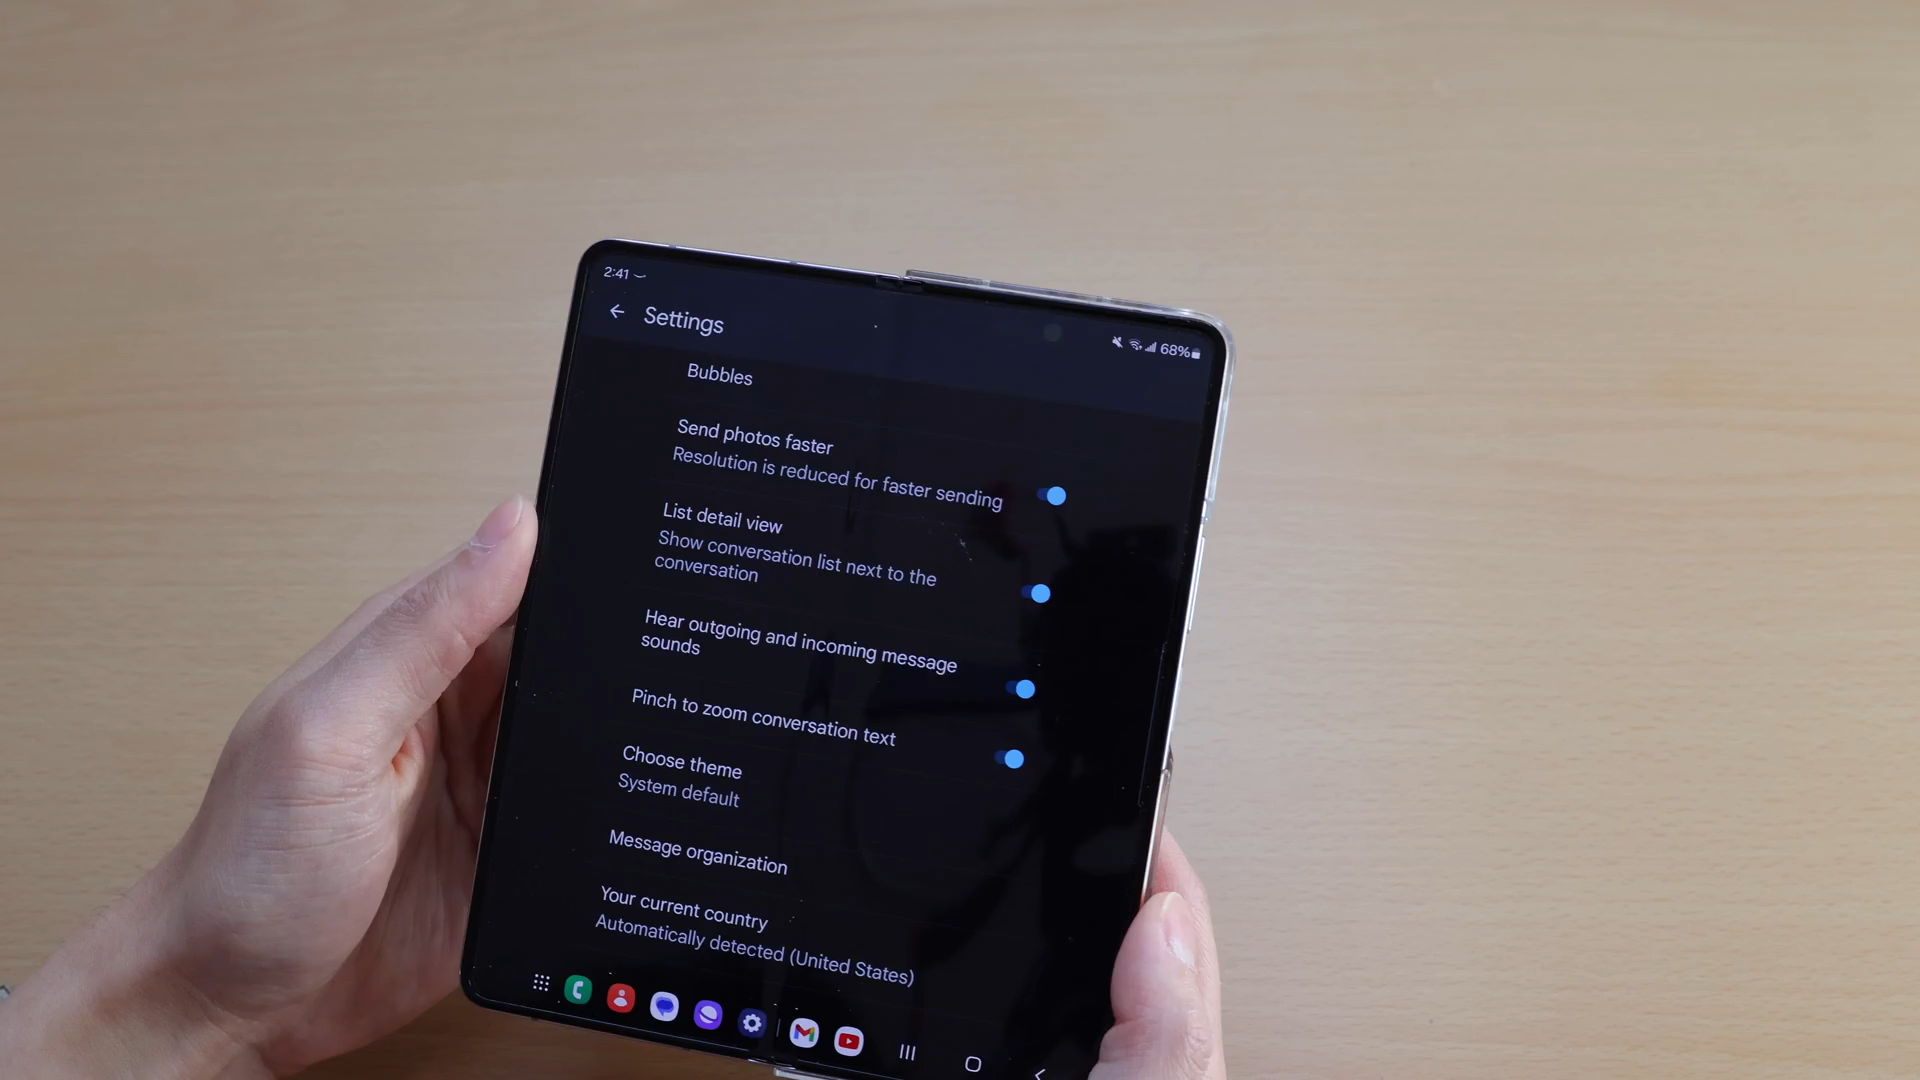 2:41
68%
Settings
Bubbles
Send photos faster
Resolution is reduced for faster sending
List detail view
Show conversation list next to the
conversation
Hear outgoing and incoming message
sounds
Pinch to zoom conversation text
Choose theme
System default
Message organization
Your current country
Automatically detected (United States)